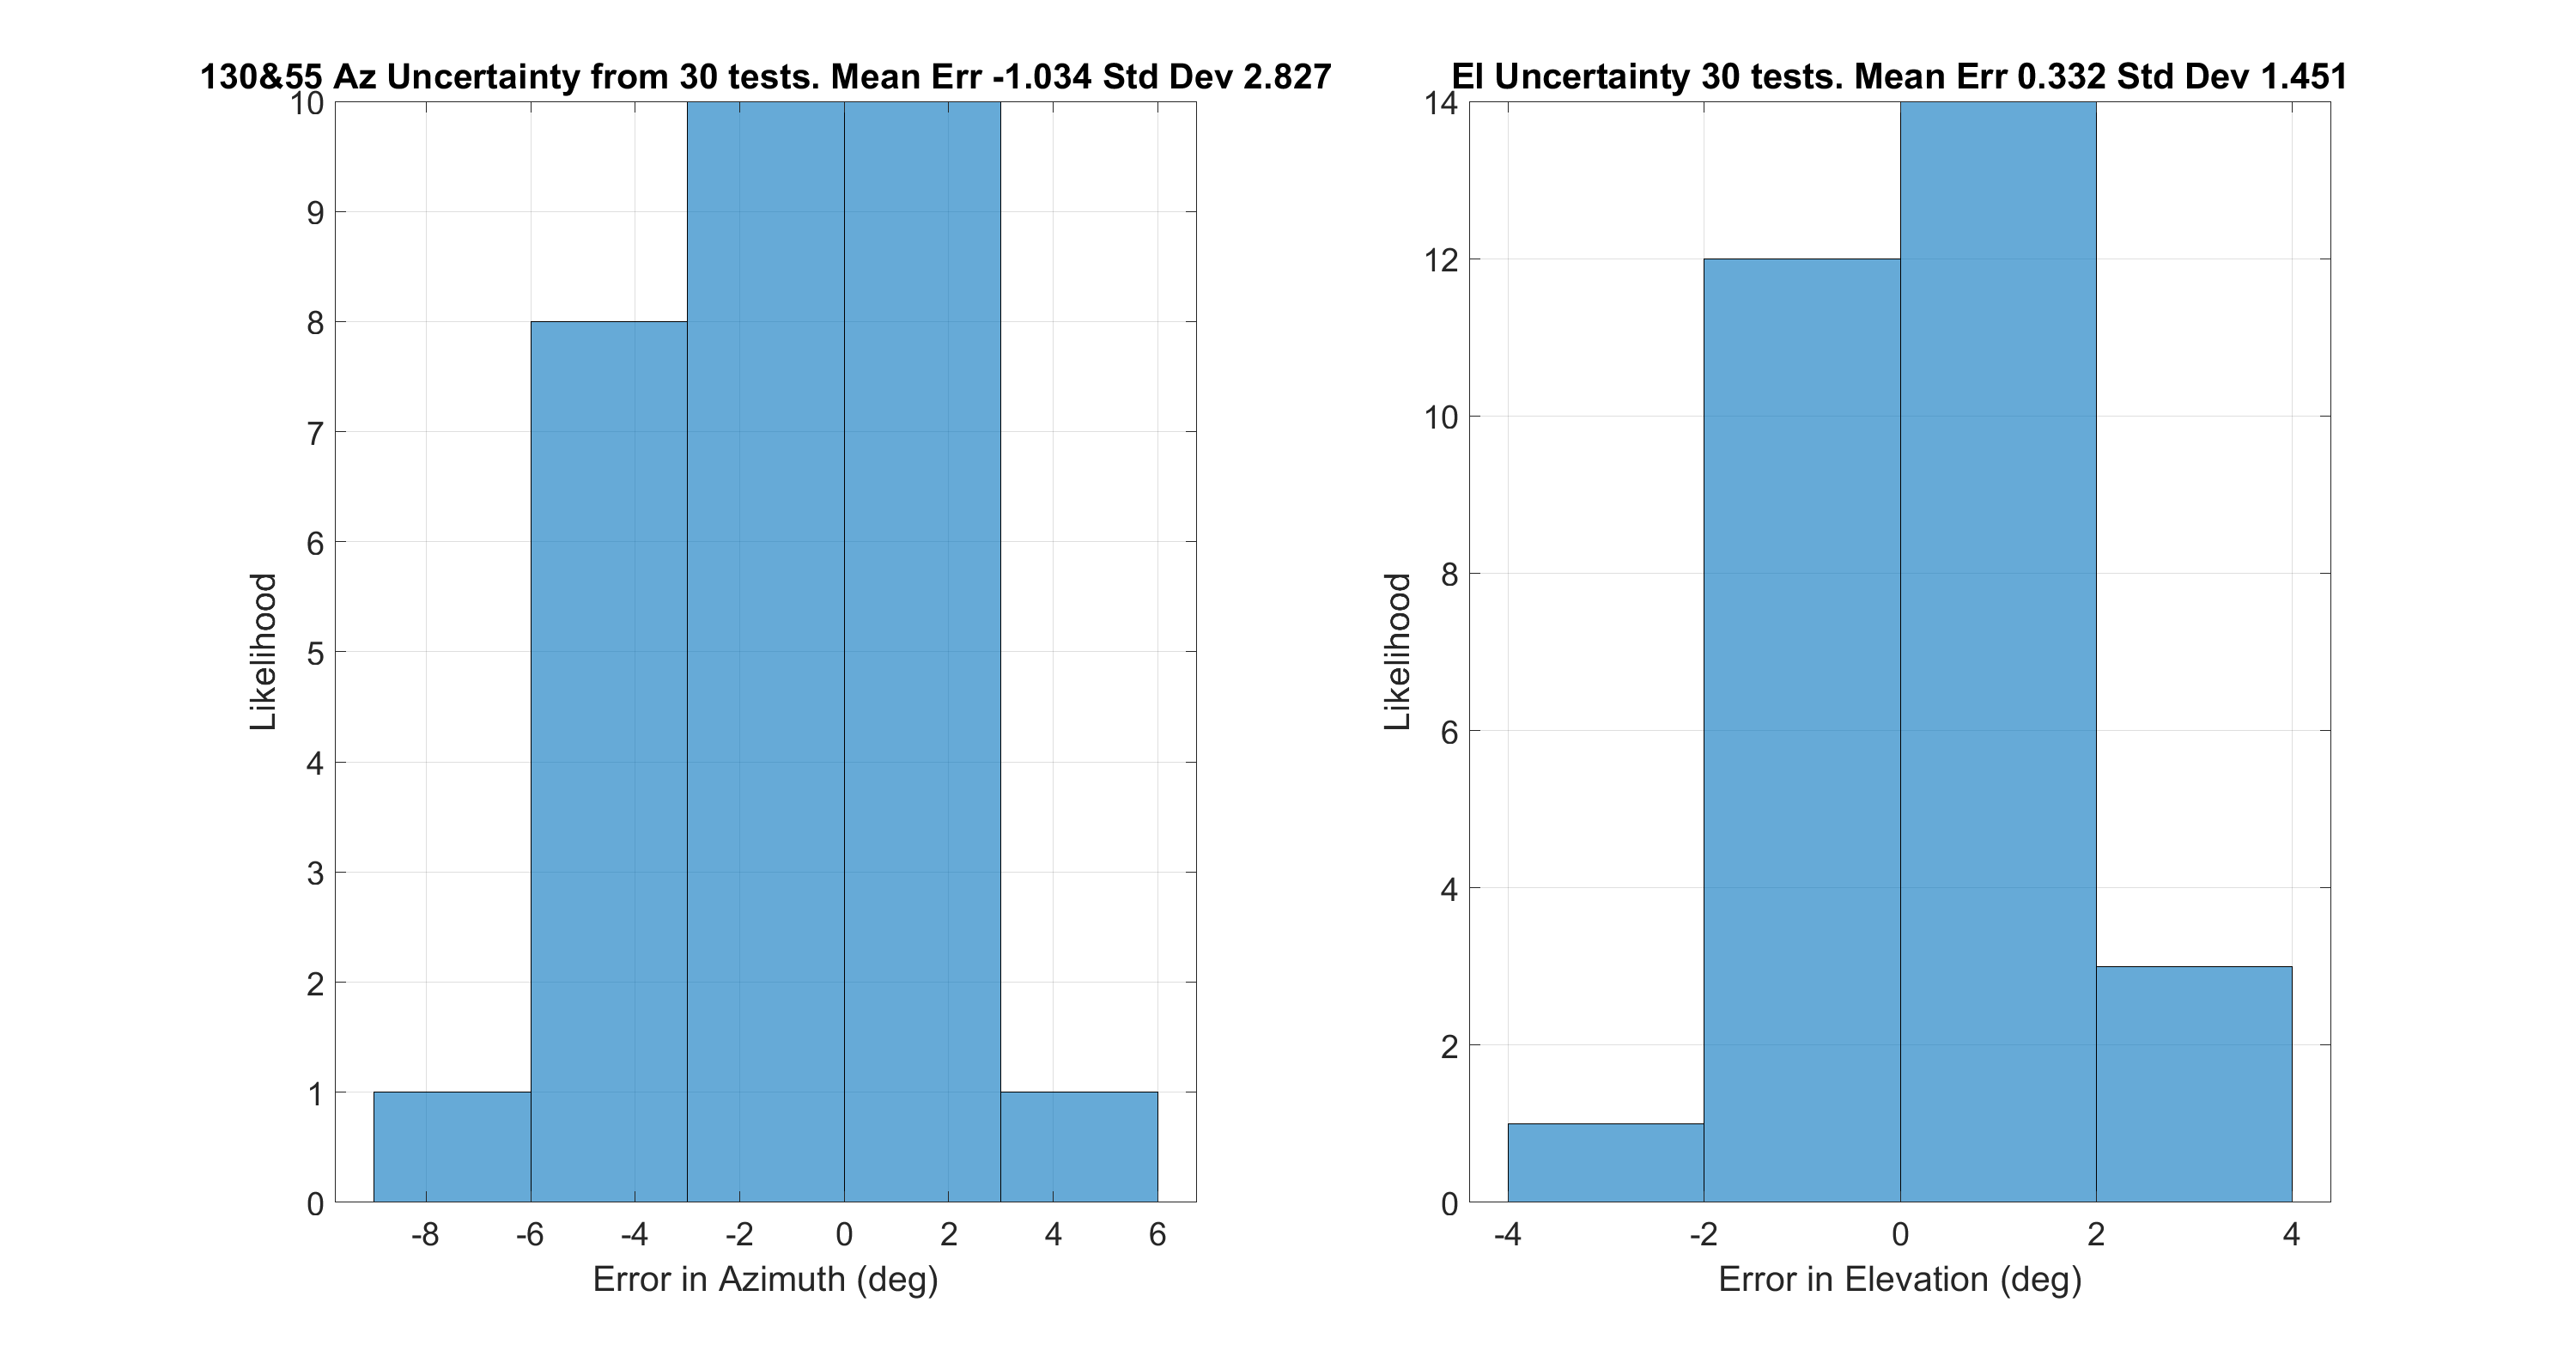 130&55 Az Uncertainty from 30 tests. Mean Err -1.034 Std Dev 2.827
10
9
8
7
6
5
4
3
2
1
0
Likelihood
-8 -6 -4 -2 0 2 4 6
Error in Azimuth (deg)
El Uncertainty 30 tests. Mean Err 0.332 Std Dev 1.451
14
12
10
8
6
4
2
0
Likelihood
-4 -2 0 2 4
Error in Elevation (deg)